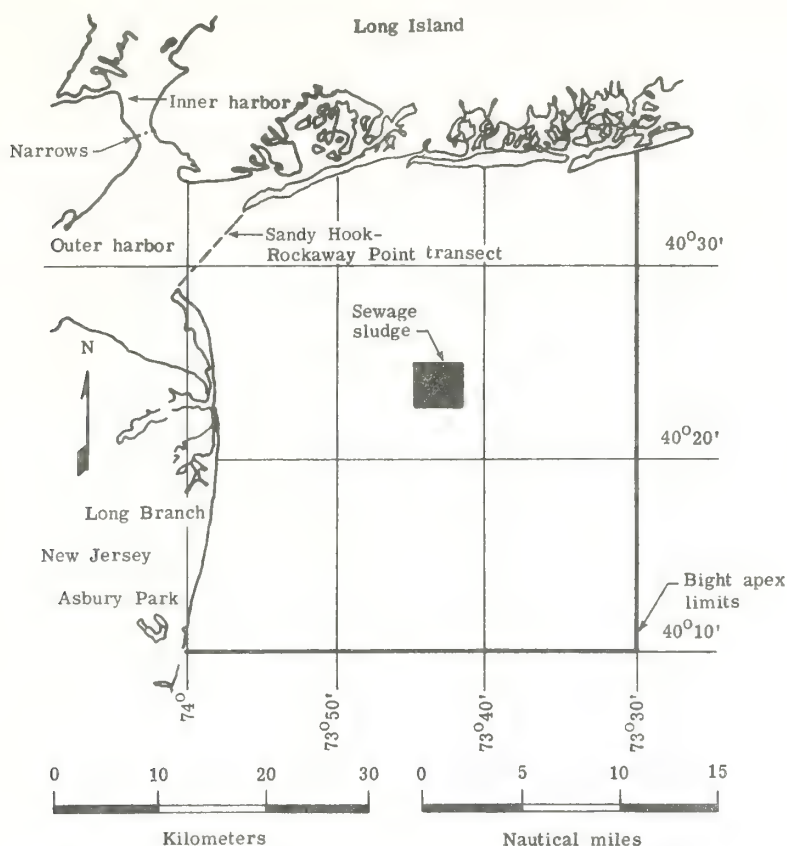 Long Island
Inner harbor
Narrows
Outer harbor
Sandy Hook-
Rockaway Point transect
40°30'
Sewage
sludge
N
40°20'
Long Branch
New Jersey
Asbury Park
Bight apex
limits
40°10'
74°
73°50'
73°40'
73°30'
0 10 20 30
Kilometers
0 5 10 15
Nautical miles